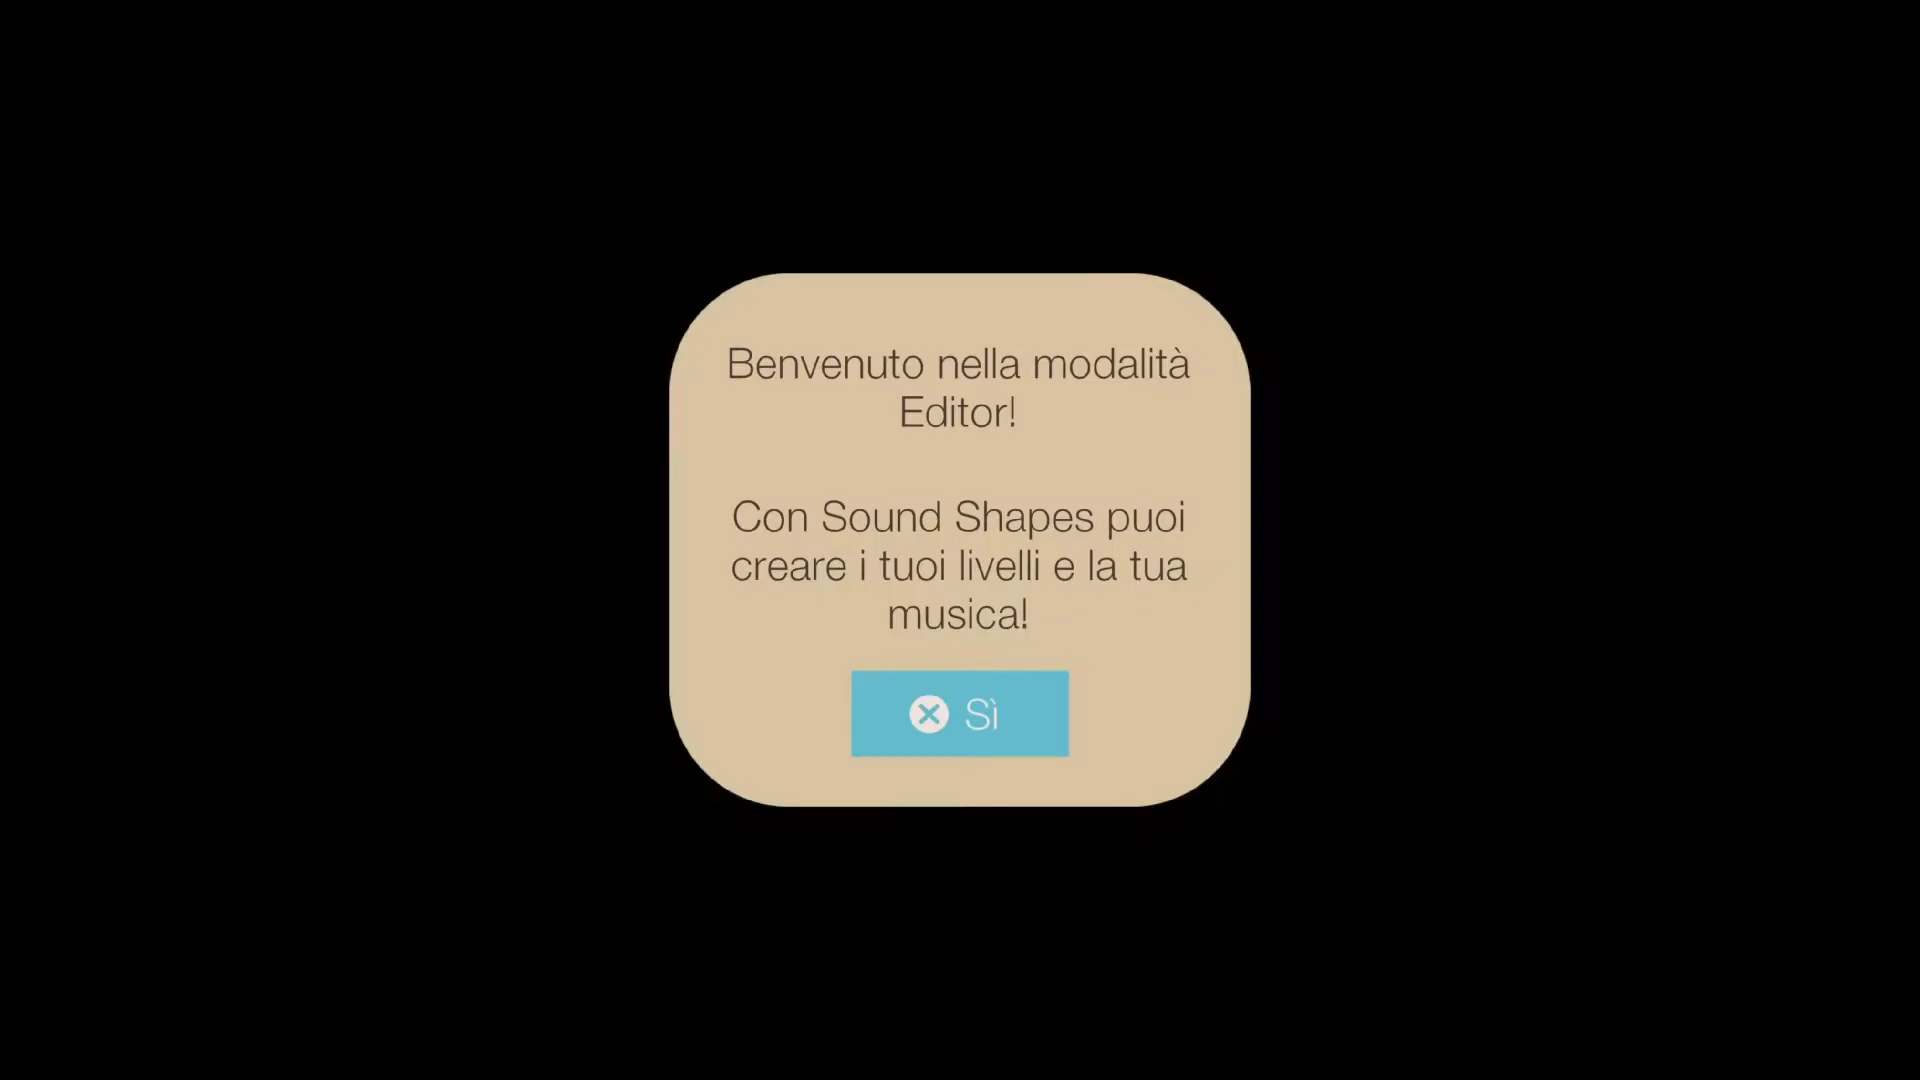 Benvenuto nella modalità
Editor!
Con Sound Shapes puoi
creare i tuoi livelli e la tua
musica!
Sì